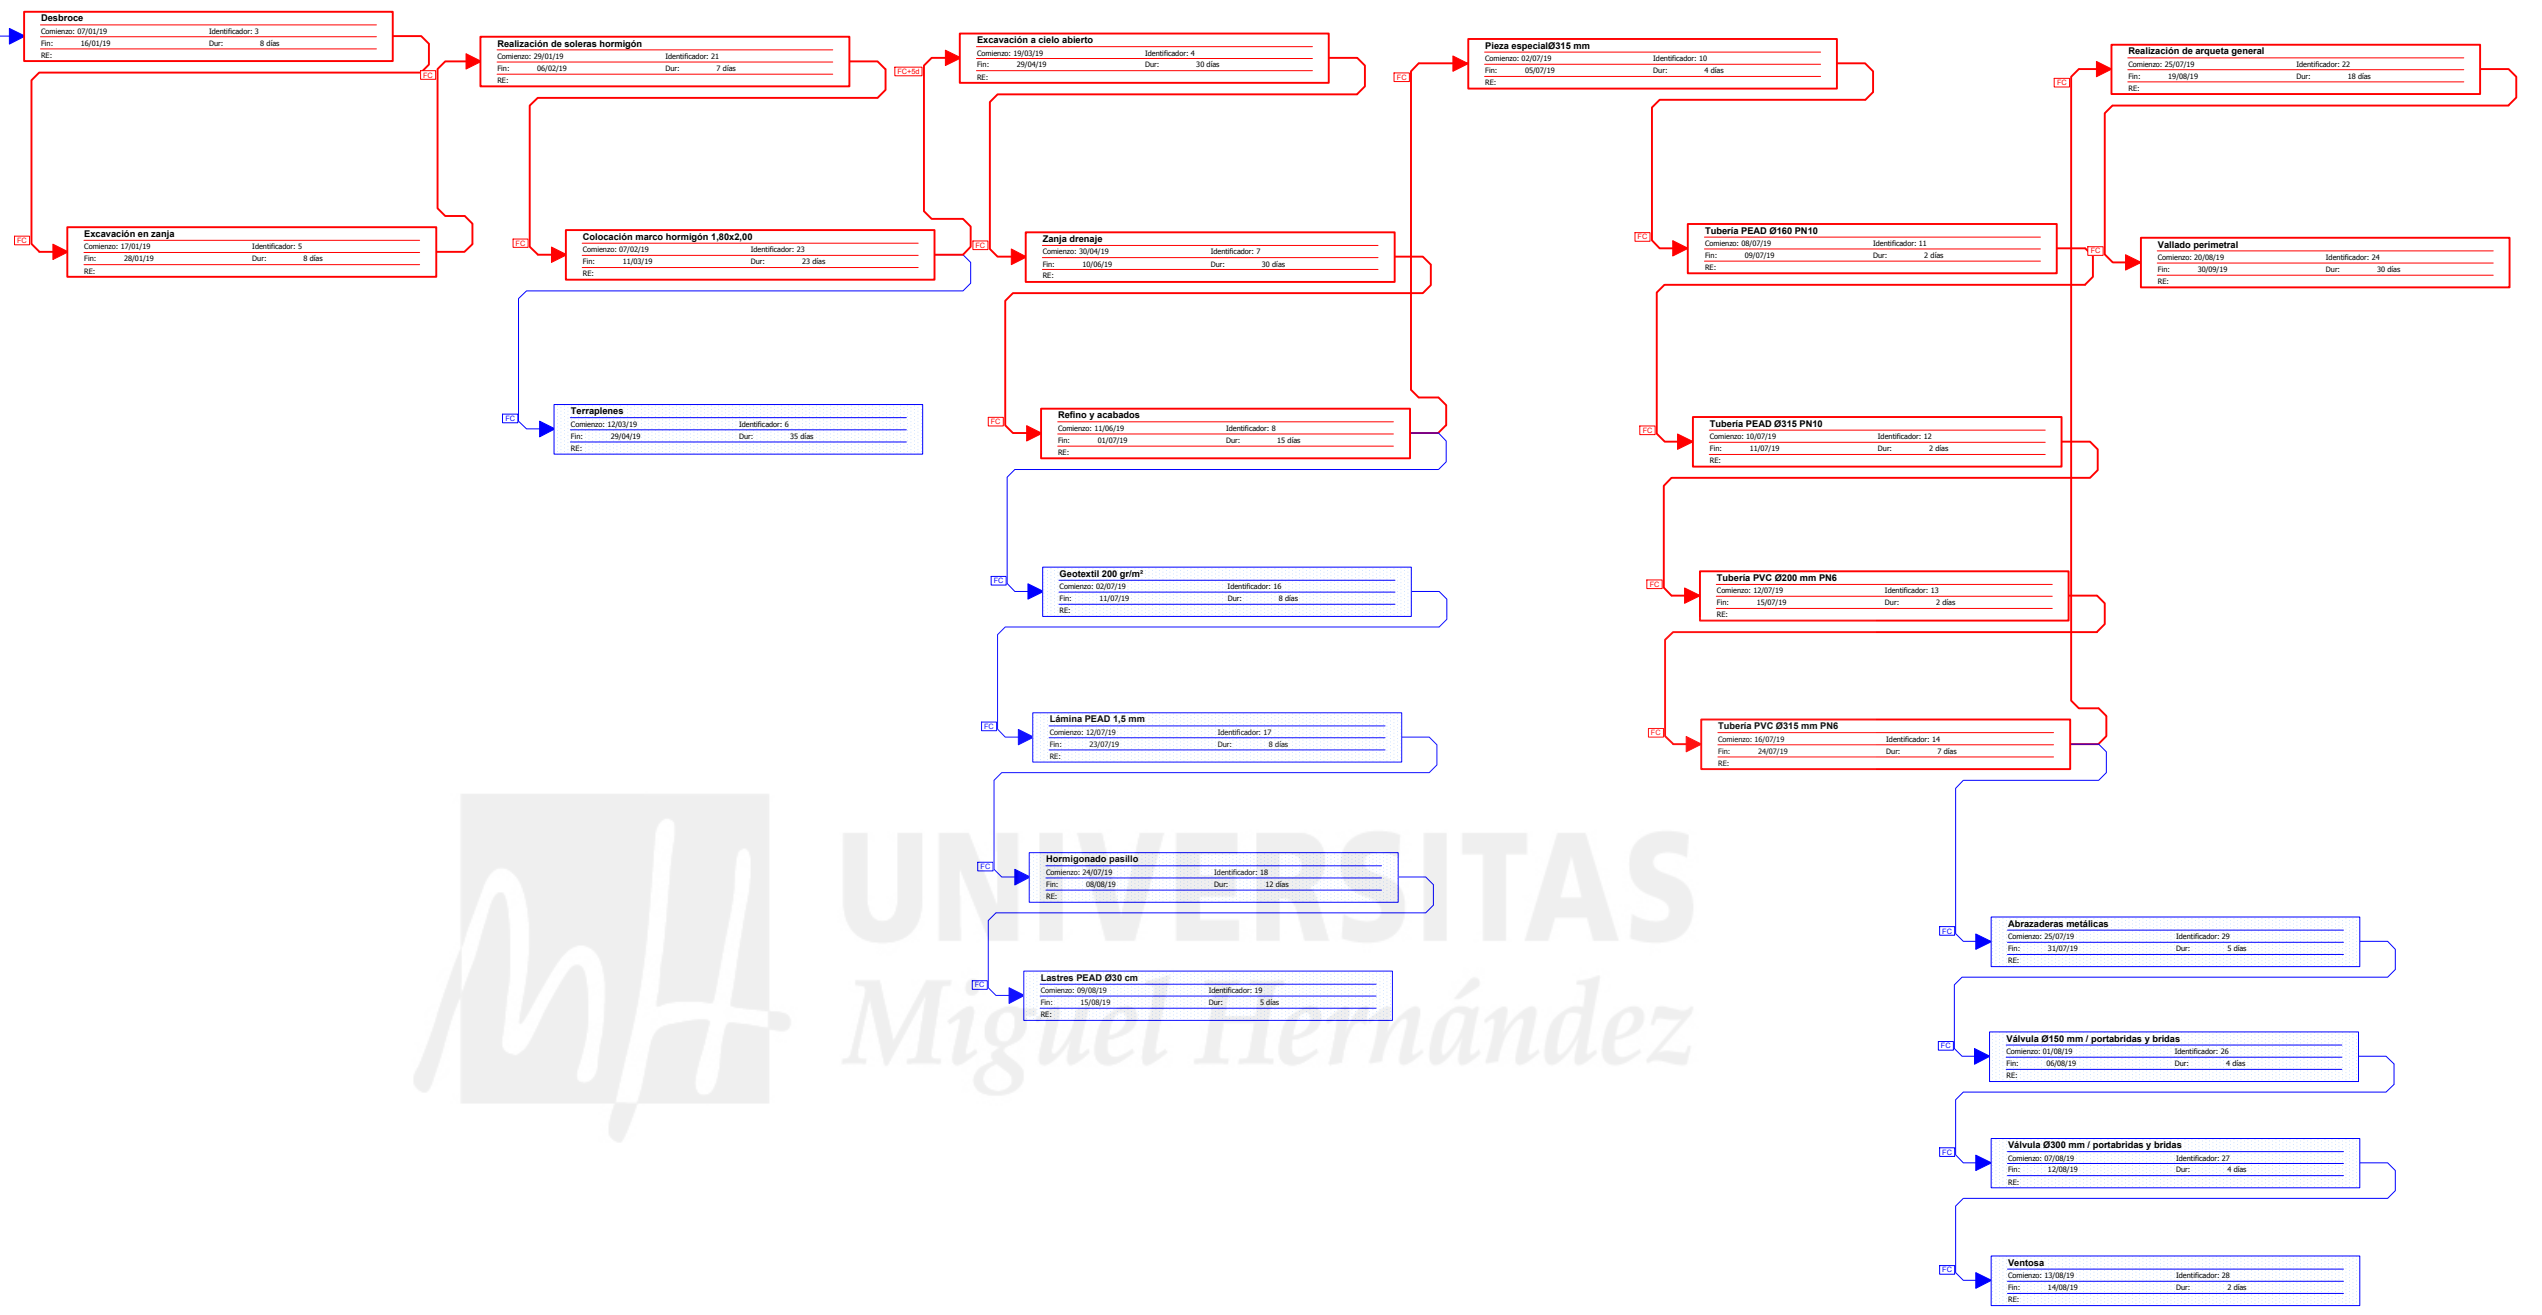 Desbroce
Comienzo: 07/01/19 Identificador: 3
Fin: 16/01/19 Dur: 8 días
RE:
FC
Excavación en zanja
Comienzo: 17/01/19 Identificador: 5
Fin: 28/01/19 Dur: 8 días
RE:
FC
Realización de soleras hormigón
Comienzo: 29/01/19 Identificador: 21
Fin: 06/02/19 Dur: 7 días
RE:
FC
Colocación marco hormigón 1,80x2,00
Comienzo: 07/02/19 Identificador: 23
Fin: 11/03/19 Dur: 23 días
RE:
FC
Terraplenes
Comienzo: 12/03/19 Identificador: 6
Fin: 29/04/19 Dur: 35 días
RE:
FC+5d
Excavación a cielo abierto
Comienzo: 19/03/19 Identificador: 4
Fin: 29/04/19 Dur: 30 días
RE:
FC
Zanja drenaje
Comienzo: 30/04/19 Identificador: 7
Fin: 10/06/19 Dur: 30 días
RE:
FC
Refino y acabados
Comienzo: 11/06/19 Identificador: 8
Fin: 01/07/19 Dur: 15 días
RE:
FC
Geotextil 200 gr/m²
Comienzo: 02/07/19 Identificador: 16
Fin: 11/07/19 Dur: 8 días
RE:
FC
Lámina PEAD 1,5 mm
Comienzo: 12/07/19 Identificador: 17
Fin: 23/07/19 Dur: 8 días
RE:
FC
Hormigonado pasillo
Comienzo: 24/07/19 Identificador: 18
Fin: 08/08/19 Dur: 12 días
RE:
FC
Lastres PEAD Ø30 cm
Comienzo: 09/08/19 Identificador: 19
Fin: 15/08/19 Dur: 5 días
RE:
FC
Pieza especialØ315 mm
Comienzo: 02/07/19 Identificador: 10
Fin: 05/07/19 Dur: 4 días
RE:
FC
Tubería PEAD Ø160 PN10
Comienzo: 08/07/19 Identificador: 11
Fin: 09/07/19 Dur: 2 días
RE:
FC
Tubería PEAD Ø315 PN10
Comienzo: 10/07/19 Identificador: 12
Fin: 11/07/19 Dur: 2 días
RE:
FC
Tubería PVC Ø200 mm PN6
Comienzo: 12/07/19 Identificador: 13
Fin: 15/07/19 Dur: 2 días
RE:
FC
Tubería PVC Ø315 mm PN6
Comienzo: 16/07/19 Identificador: 14
Fin: 24/07/19 Dur: 7 días
RE:
FC
Realización de arqueta general
Comienzo: 25/07/19 Identificador: 22
Fin: 19/08/19 Dur: 18 días
RE:
FC
Vallado perimetral
Comienzo: 20/08/19 Identificador: 24
Fin: 30/09/19 Dur: 30 días
RE:
FC
Abrazaderas metálicas
Comienzo: 25/07/19 Identificador: 29
Fin: 31/07/19 Dur: 5 días
RE:
FC
Válvula Ø150 mm / portabridas y bridas
Comienzo: 01/08/19 Identificador: 26
Fin: 06/08/19 Dur: 4 días
RE:
FC
Válvula Ø300 mm / portabridas y bridas
Comienzo: 07/08/19 Identificador: 27
Fin: 12/08/19 Dur: 4 días
RE:
FC
Ventosa
Comienzo: 13/08/19 Identificador: 28
Fin: 14/08/19 Dur: 2 días
RE:
UNIVERSITAS
Miguel Hernández